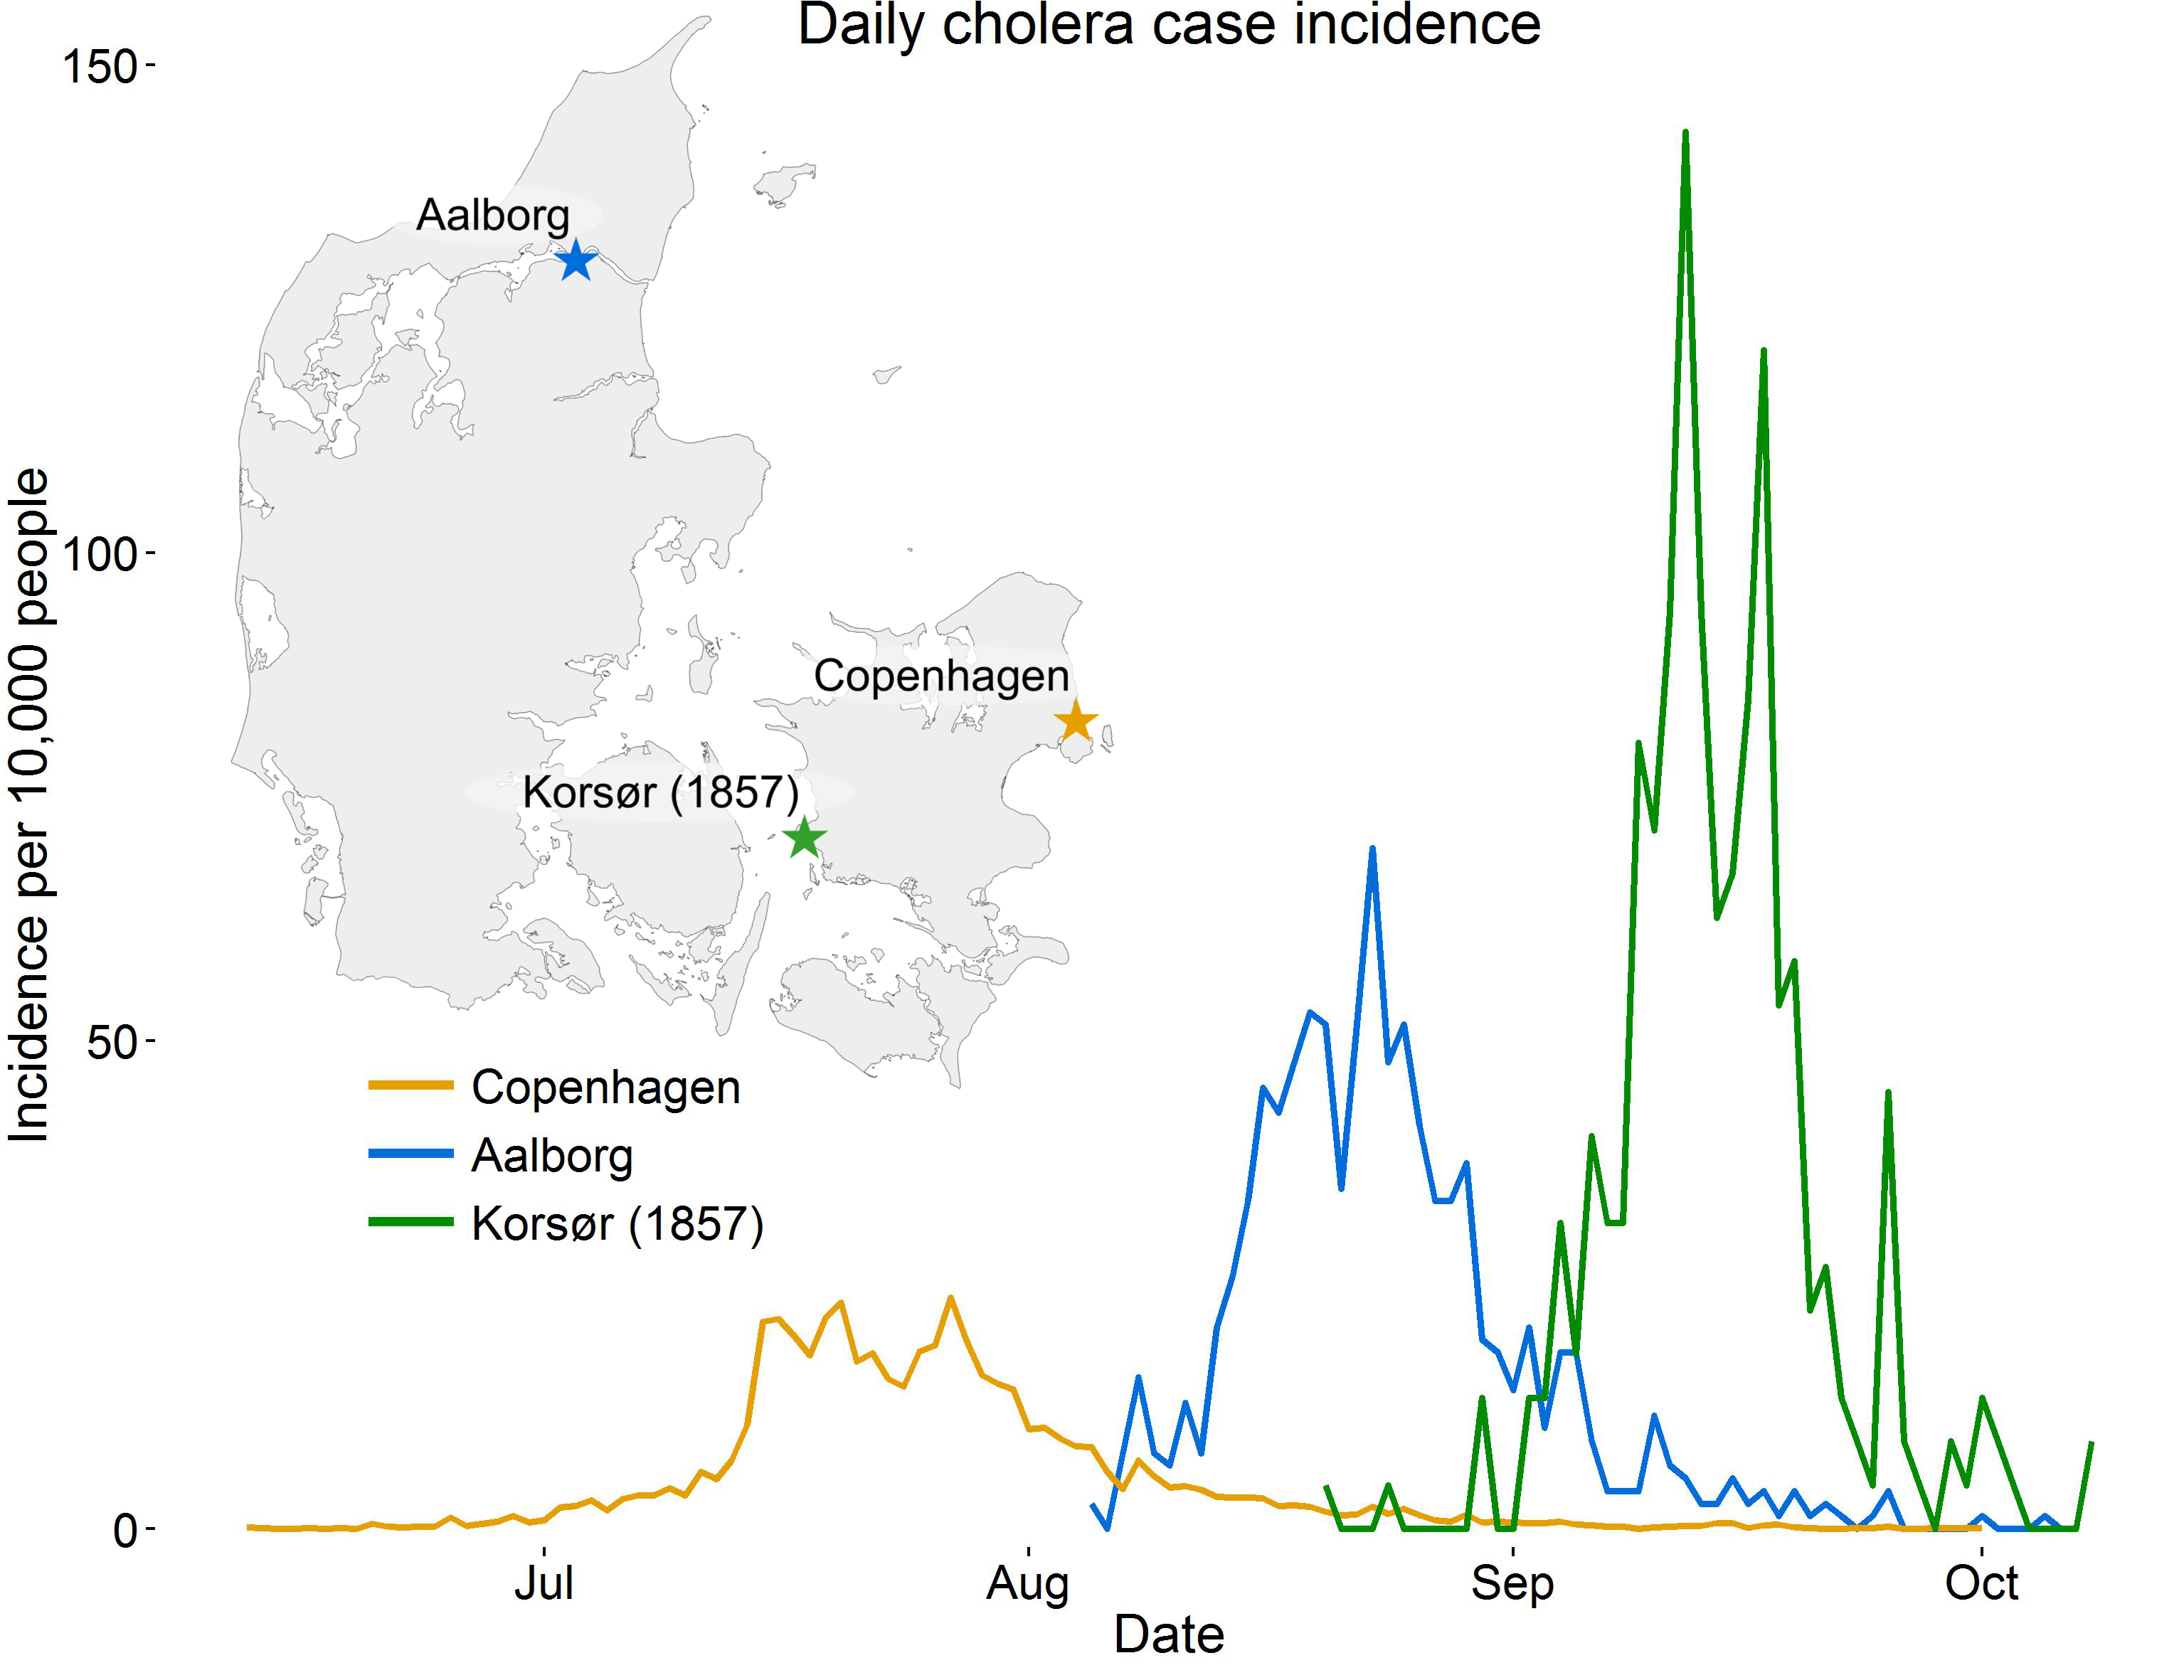 Daily cholera case incidence
150
100
50
0
Incidence per 10,000 people
Aalborg
Copenhagen
Korsør (1857)
Copenhagen
Aalborg
Korsør (1857)
Jul
Aug
Sep
Oct
Date